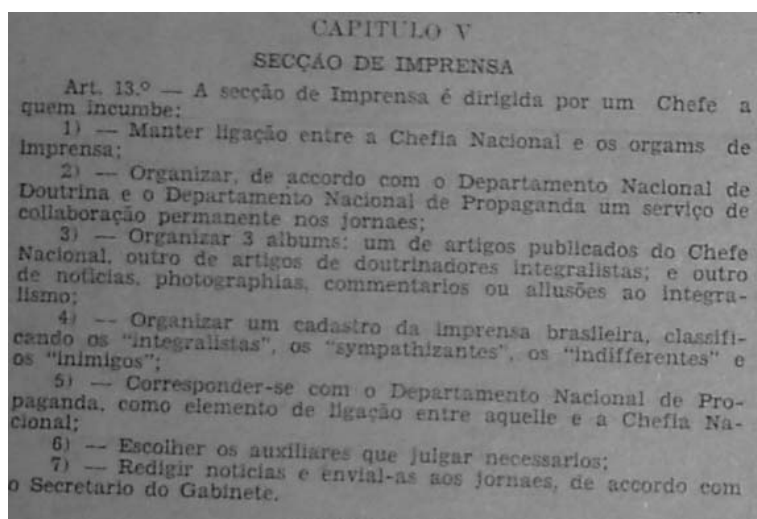 CAPITULO V
SECÇÃO DE IMPRENSA
Art. 13.º — A secção de Imprensa é dirigida por um Chefe a
quem incumbe:
1) — Manter ligação entre a Chefia Nacional e os orgams de
imprensa;
2) — Organizar, de accordo com o Departamento Nacional de
Doutrina e o Departamento Nacional de Propaganda um serviço de
collaboração permanente nos jornaes;
3) — Organizar 3 albums: um de artigos publicados do Chefe
Nacional, outro de artigos de doutrinadores integralistas; e outro
de noticias, photographias, commentarios ou allusões ao integra-
lismo;
4) — Organizar um cadastro da imprensa brasileira, classifi-
cando os "integralistas", os "sympathizantes", os "indifferentes" e
os "inimigos";
5) — Corresponder-se com o Departamento Nacional de Pro-
paganda, como elemento de ligação entre aquelle e a Chefia Na-
cional;
6) — Escolher os auxiliares que julgar necessarios;
7) — Redigir noticias e envial-as aos jornaes, de accordo com
o Secretario do Gabinete.